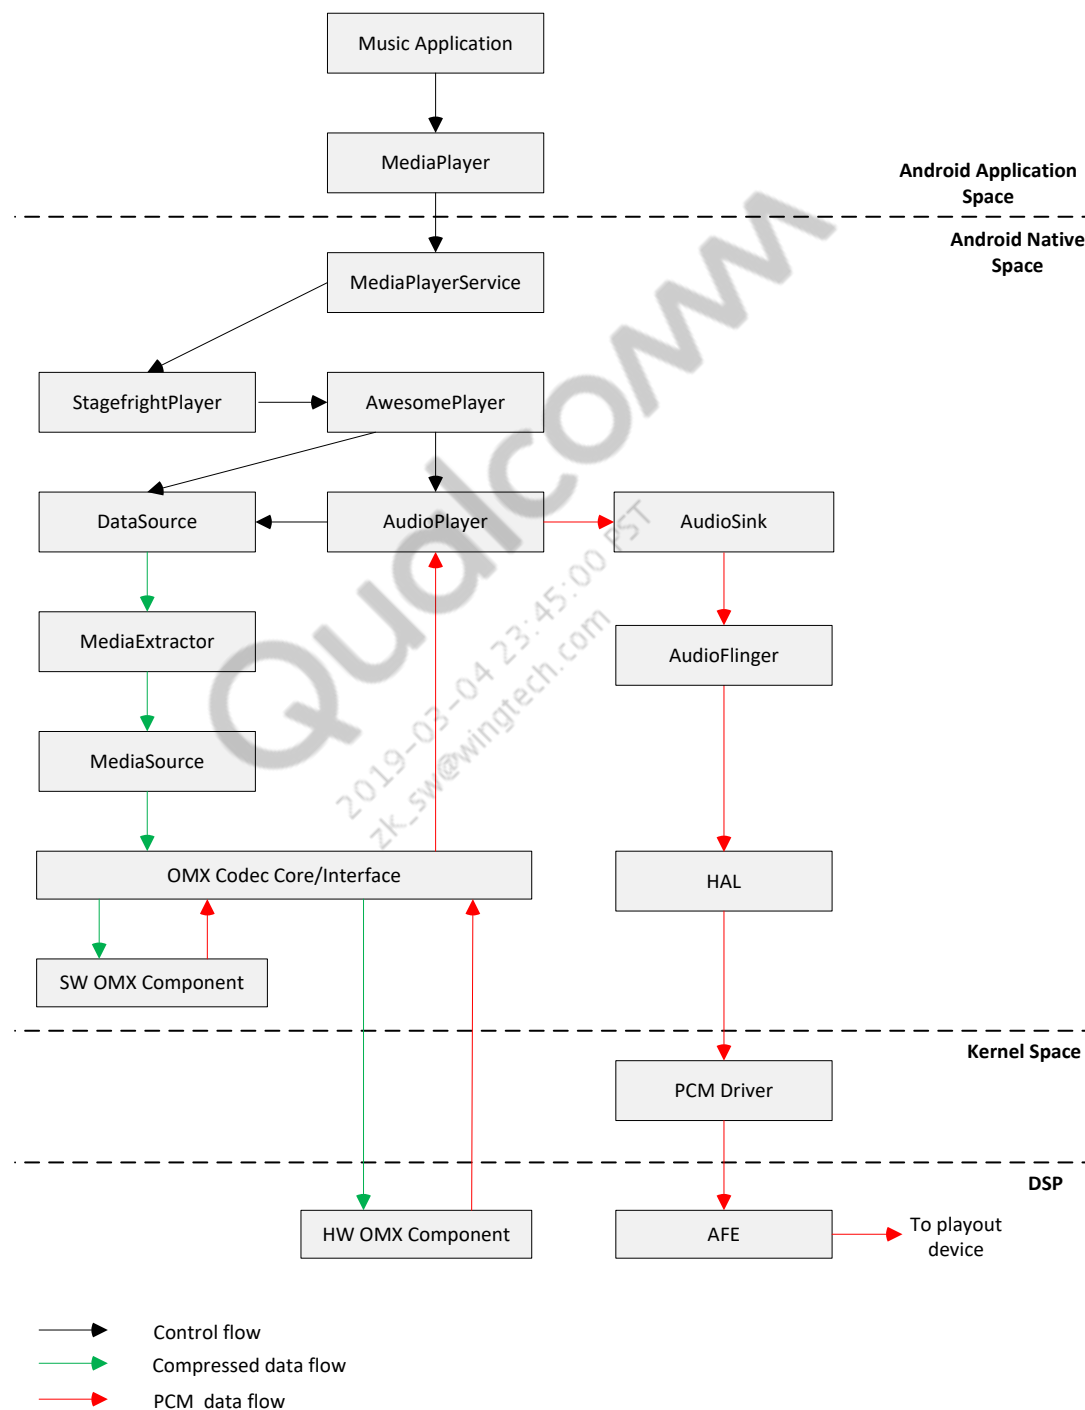 Music Application
MediaPlayer
Android Application
Space
Android Native
Space
MediaPlayerService
StagefrightPlayer
AwesomePlayer
DataSource
AudioPlayer
AudioSink
MediaExtractor
AudioFlinger
MediaSource
OMX Codec Core/Interface
HAL
SW OMX Component
Kernel Space
PCM Driver
DSP
HW OMX Component
AFE
To playout
device
Control flow
Compressed data flow
PCM data flow
Qualcomm
2019-03-04 23:45:00 PST
zk_sw@wingtech.com